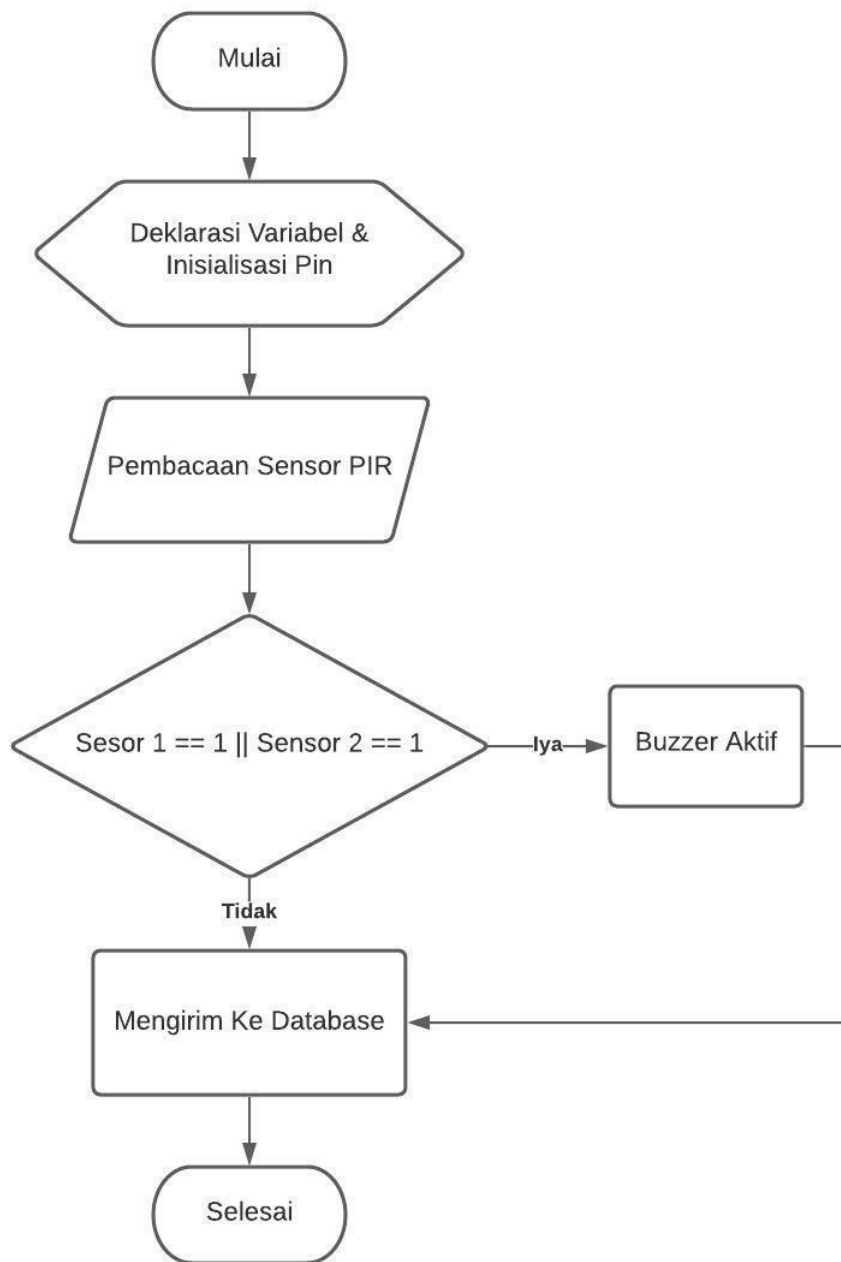 Mulai
Deklarasi Variabel &
Inisialisasi Pin
Pembacaan Sensor PIR
Sesor 1 == 1 || Sensor 2 == 1
Iya
Buzzer Aktif
Tidak
Mengirim Ke Database
Selesai